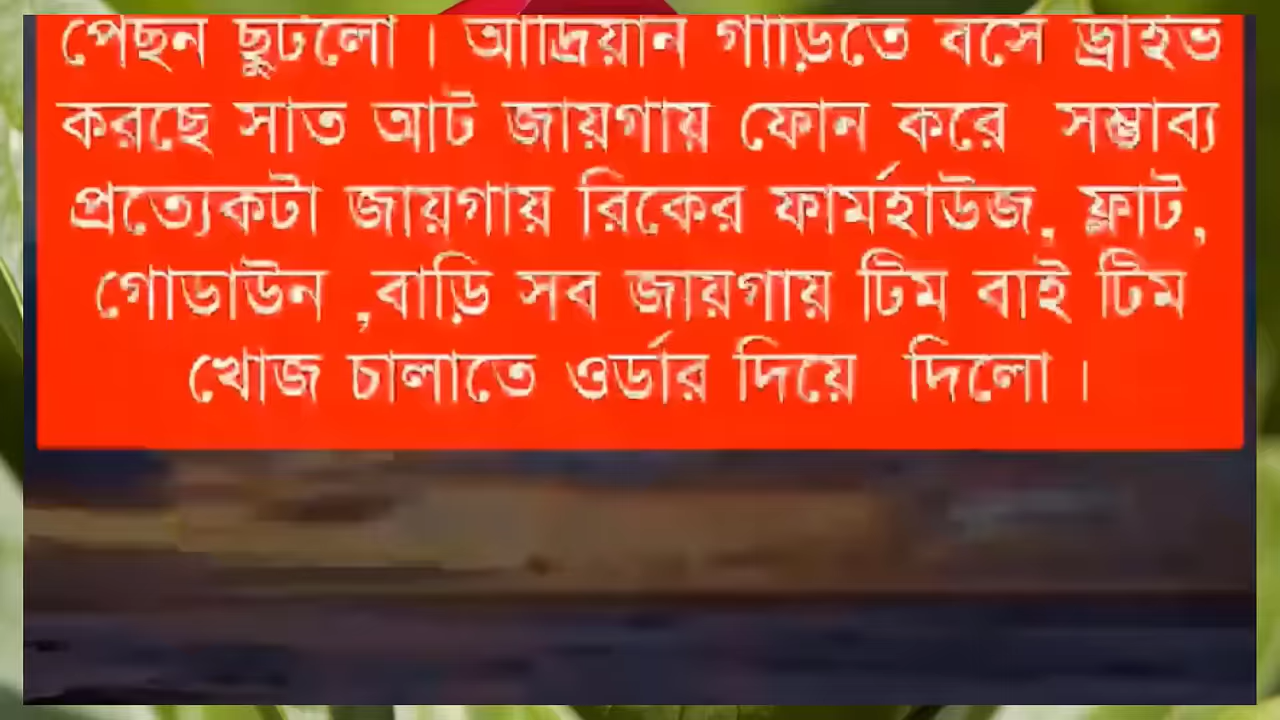 পেছন ছুটলো । আদ্রিয়ান গাড়িতে বসে ড্রাইভ
করছে সাত আট জায়গায় ফোন করে সম্ভাব্য
প্রত্যেকটা জায়গায় রিকের ফার্মহাউজ, ফ্লাট,
গোডাউন ,বাড়ি সব জায়গায় টিম বাই টিম
খোজ চালাতে ওর্ডার দিয়ে দিলো ।